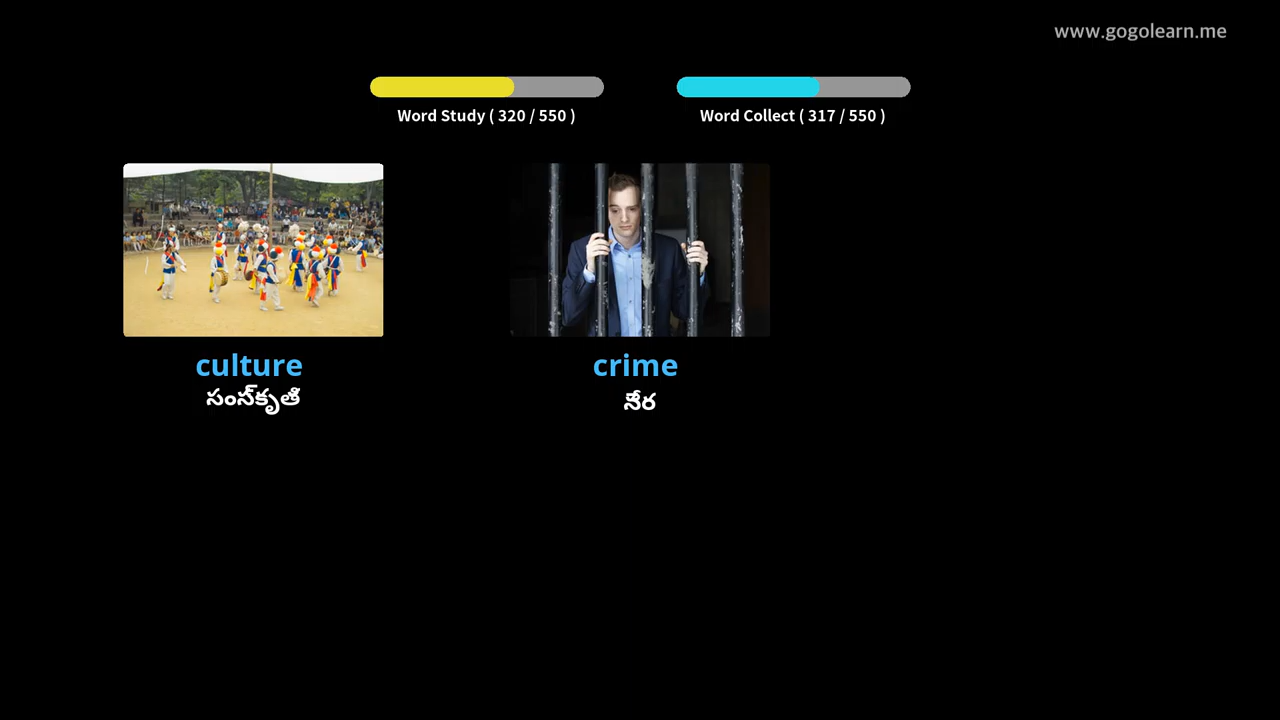 www.gogolearn.me
Word Study ( 320 / 550 )
Word Collect ( 317 / 550 )
culture
సంస్కృతి
crime
నేర